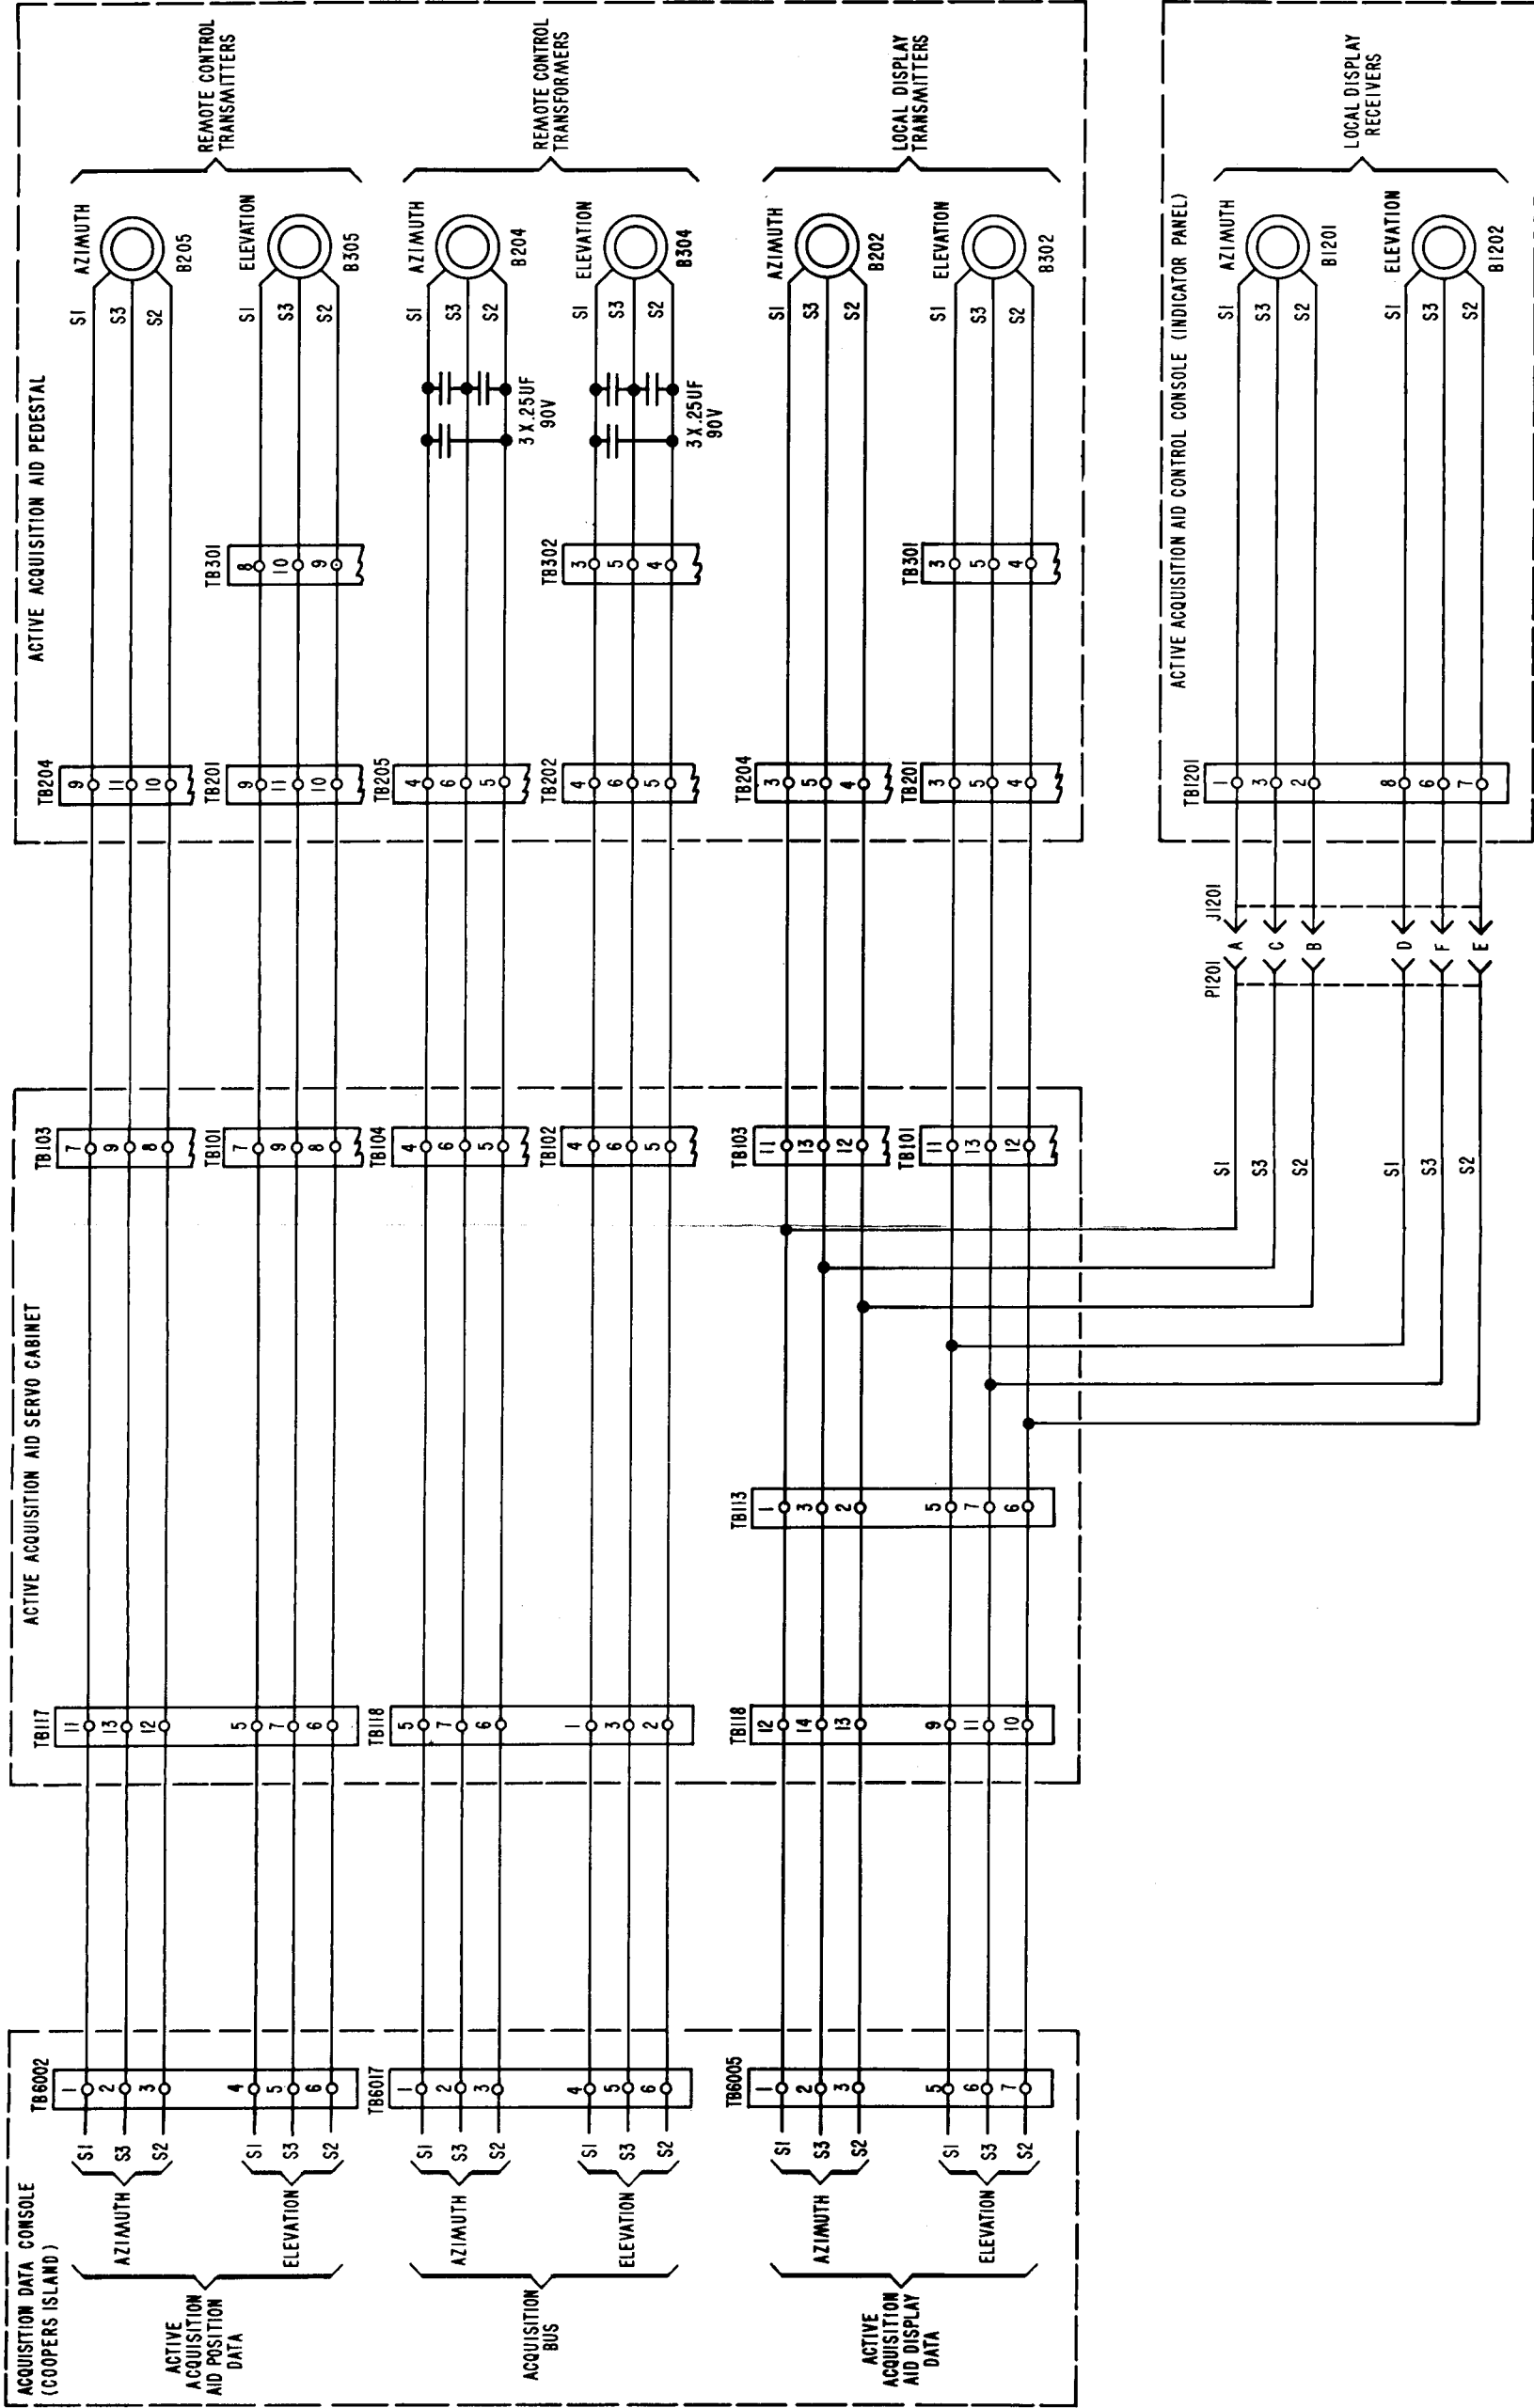 ACQUISITION DATA CONSOLE
(COOPERS ISLAND)
ACTIVE
ACQUISITION
AID POSITION
DATA
AZIMUTH
S1
S3
S2
ELEVATION
S1
S3
S2
TB6002
1
2
3
4
5
6
ACQUISITION
BUS
AZIMUTH
S1
S3
S2
ELEVATION
S1
S3
S2
TB6017
1
2
3
4
5
6
ACTIVE
ACQUISITION
AID DISPLAY
DATA
AZIMUTH
S1
S3
S2
ELEVATION
S1
S3
S2
TB6005
1
2
3
5
6
7
ACTIVE ACQUISITION AID SERVO CABINET
TB117
11
13
12
5
7
6
TB118
5
7
6
1
3
2
TB118
12
14
13
9
11
10
TB113
1
3
2
5
7
6
TB103
7
9
8
TB101
7
9
8
TB104
4
6
5
TB102
4
6
5
TB103
11
13
12
TB101
11
13
12
S1
S3
S2
S1
S3
S2
P1201
J1201
A
C
B
D
F
E
ACTIVE ACQUISITION AID PEDESTAL
TB204
9
11
10
TB201
9
11
10
TB205
4
6
5
TB202
4
6
5
TB204
3
5
4
TB201
3
5
4
TB301
8
10
9
TB302
3
5
4
TB301
3
5
4
3 X .25UF
90V
3 X .25UF
90V
S1
S3
S2
AZIMUTH
B205
S1
S3
S2
ELEVATION
B305
REMOTE CONTROL
TRANSMITTERS
S1
S3
S2
AZIMUTH
B204
S1
S3
S2
ELEVATION
B304
REMOTE CONTROL
TRANSFORMERS
S1
S3
S2
AZIMUTH
B202
S1
S3
S2
ELEVATION
B302
LOCAL DISPLAY
TRANSMITTERS
ACTIVE ACQUISITION AID CONTROL CONSOLE (INDICATOR PANEL)
TB1201
1
3
2
8
6
7
S1
S3
S2
AZIMUTH
B1201
S1
S3
S2
ELEVATION
B1202
LOCAL DISPLAY
RECEIVERS